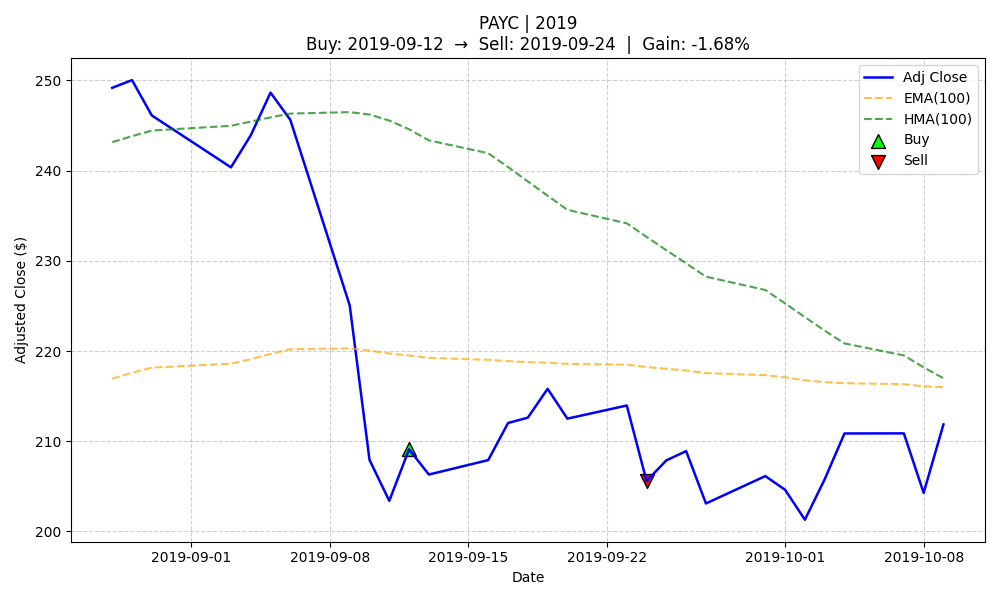 PAYC | 2019
Buy: 2019-09-12 → Sell: 2019-09-24 | Gain: -1.68%
Adj Close
EMA(100)
HMA(100)
Buy
Sell
Adjusted Close ($)
250
240
230
220
210
200
2019-09-01
2019-09-08
2019-09-15
2019-09-22
2019-10-01
2019-10-08
Date